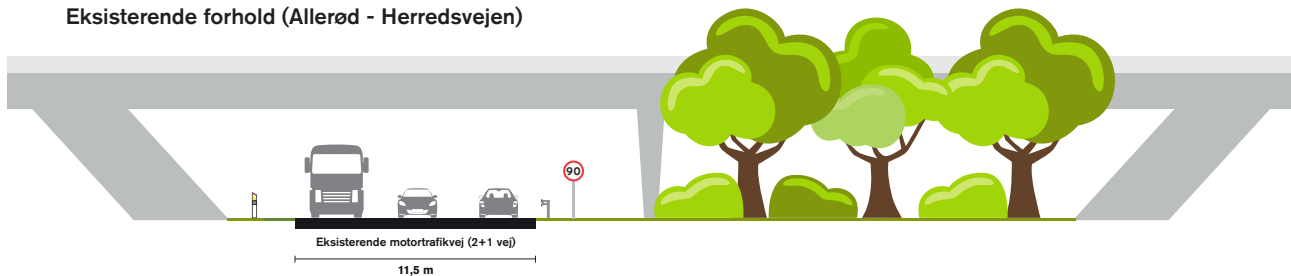 Eksisterende forhold (Allerød - Herredsvejen)
90
Eksisterende motortrafikvej (2+1 vej)
11,5 m